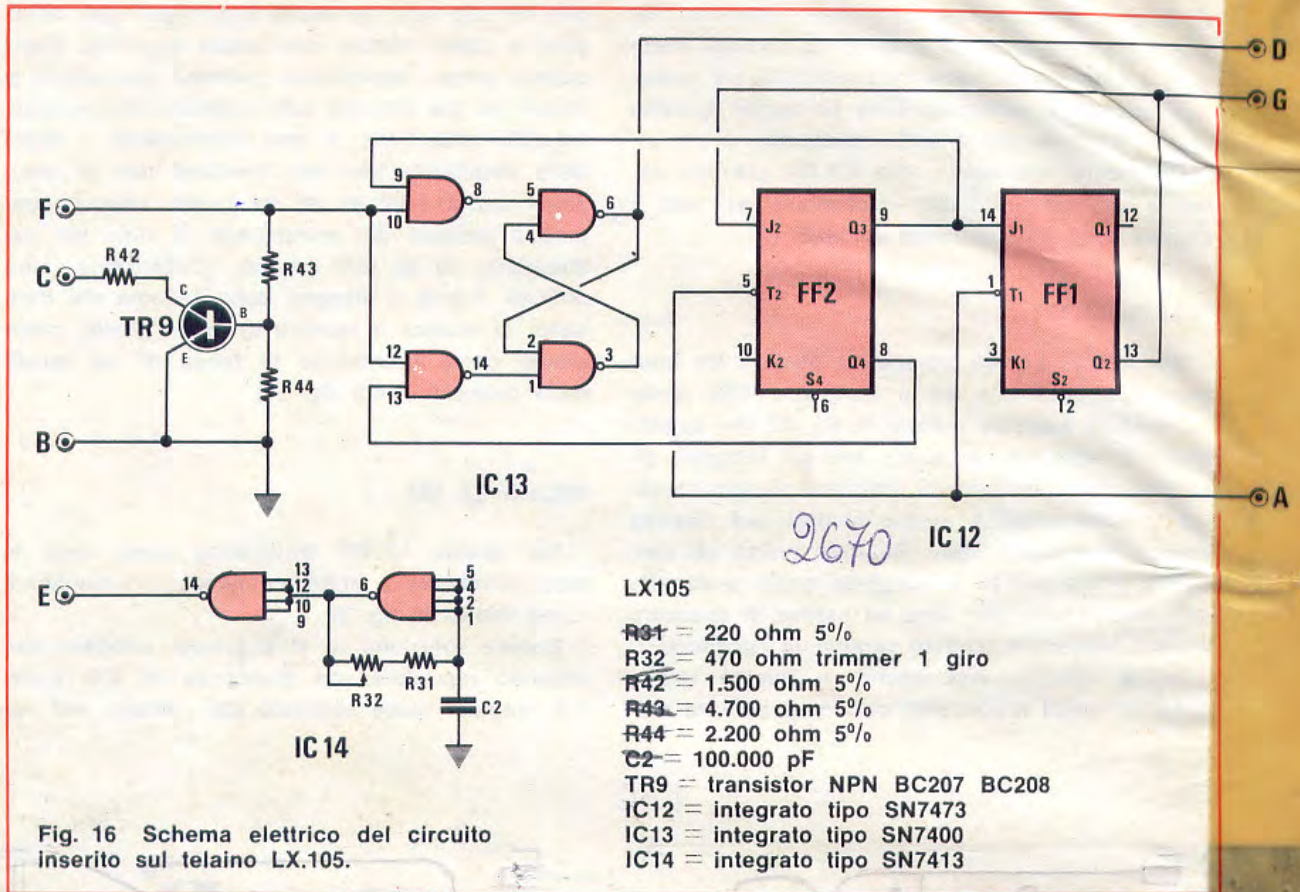 D
G
F
C
B
A
E
R42
C
B
E
TR9
R43
R44
9
10
8
5
4
6
12
13
14
2
1
3
IC 13
7 J2 Q3 9
5 T2 FF2
10 K2 Q4 8
S4
6
14 J1 Q1 12
1 T1 FF1
3 K1 Q2 13
S2
2
IC 12
2670
14
13
12
10
9
6
5
4
2
1
R32
R31
C2
IC 14
LX105
R31 = 220 ohm 5%
R32 = 470 ohm trimmer 1 giro
R42 = 1.500 ohm 5%
R43 = 4.700 ohm 5%
R44 = 2.200 ohm 5%
C2 = 100.000 pF
TR9 = transistor NPN BC207 BC208
IC12 = integrato tipo SN7473
IC13 = integrato tipo SN7400
IC14 = integrato tipo SN7413
Fig. 16 Schema elettrico del circuito
inserito sul telaino LX.105.